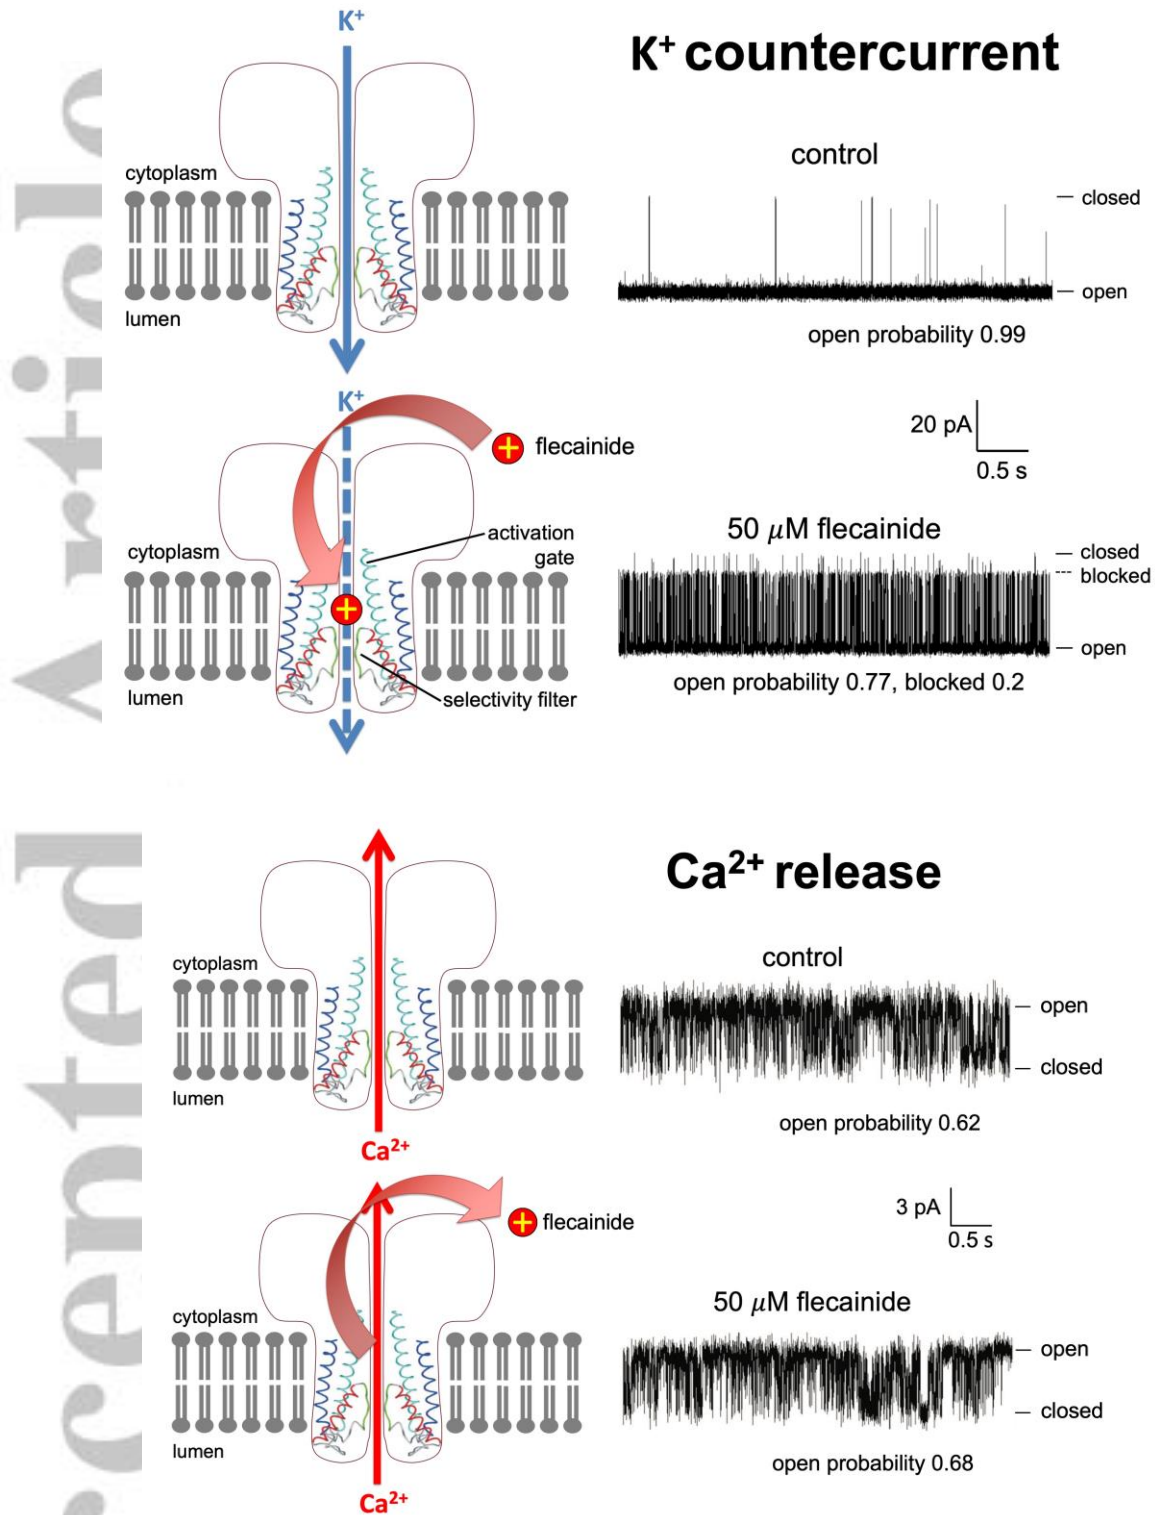 K⁺
K⁺ countercurrent
control
cytoplasm
closed
open
lumen
open probability 0.99
K⁺
flecainide
20 pA
0.5 s
50 μM flecainide
activation
gate
cytoplasm
closed
blocked
open
lumen
selectivity filter
open probability 0.77, blocked 0.2
Ca²⁺ release
control
cytoplasm
open
closed
lumen
open probability 0.62
Ca²⁺
flecainide
3 pA
0.5 s
50 μM flecainide
cytoplasm
open
closed
lumen
open probability 0.68
Ca²⁺
Article